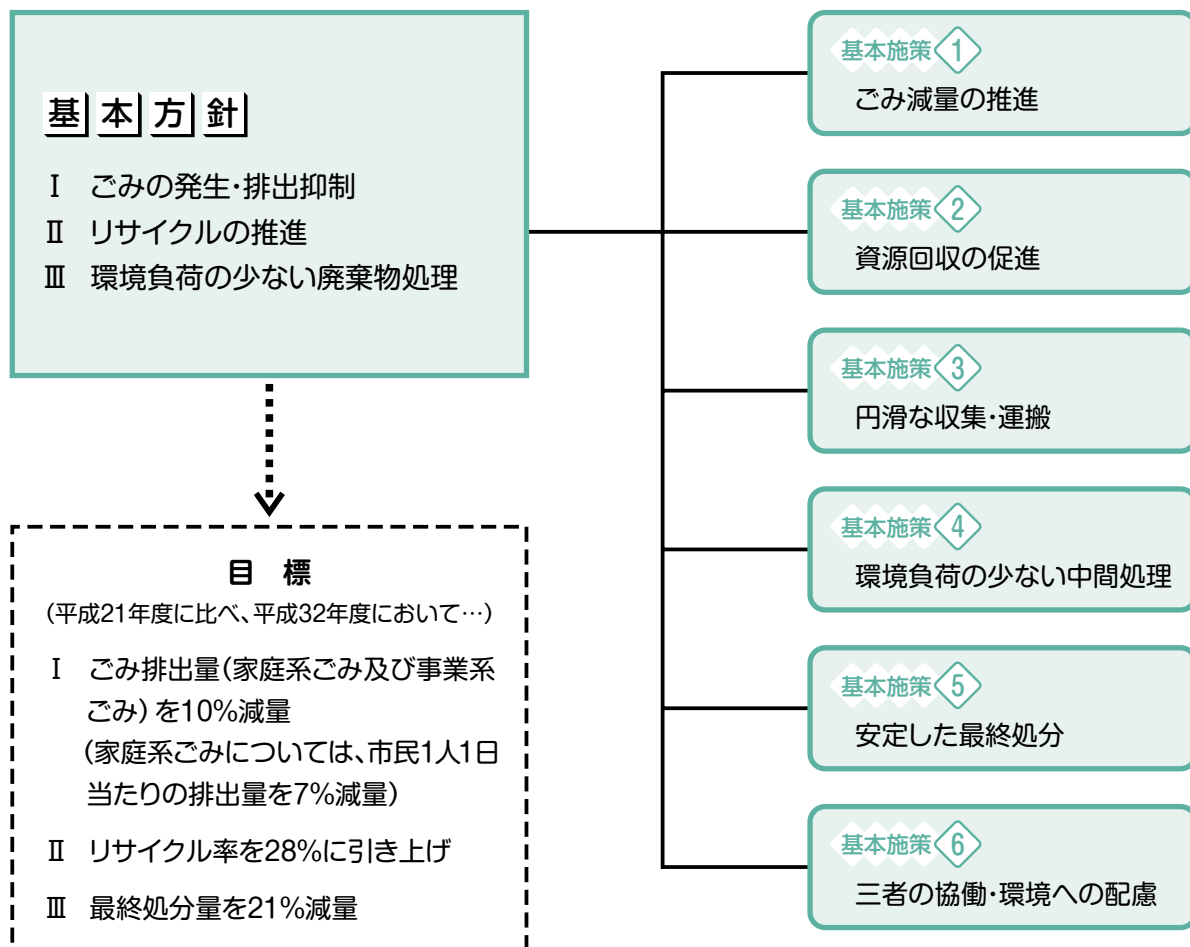 基本方針
Ⅰ ごみの発生・排出抑制
Ⅱ リサイクルの推進
Ⅲ 環境負荷の少ない廃棄物処理
目 標
(平成21年度に比べ、平成32年度において…)
Ⅰ ごみ排出量(家庭系ごみ及び事業系
ごみ)を10%減量
(家庭系ごみについては、市民1人1日
当たりの排出量を7%減量)
Ⅱ リサイクル率を28%に引き上げ
Ⅲ 最終処分量を21%減量
基本施策1
ごみ減量の推進
基本施策2
資源回収の促進
基本施策3
円滑な収集・運搬
基本施策4
環境負荷の少ない中間処理
基本施策5
安定した最終処分
基本施策6
三者の協働・環境への配慮